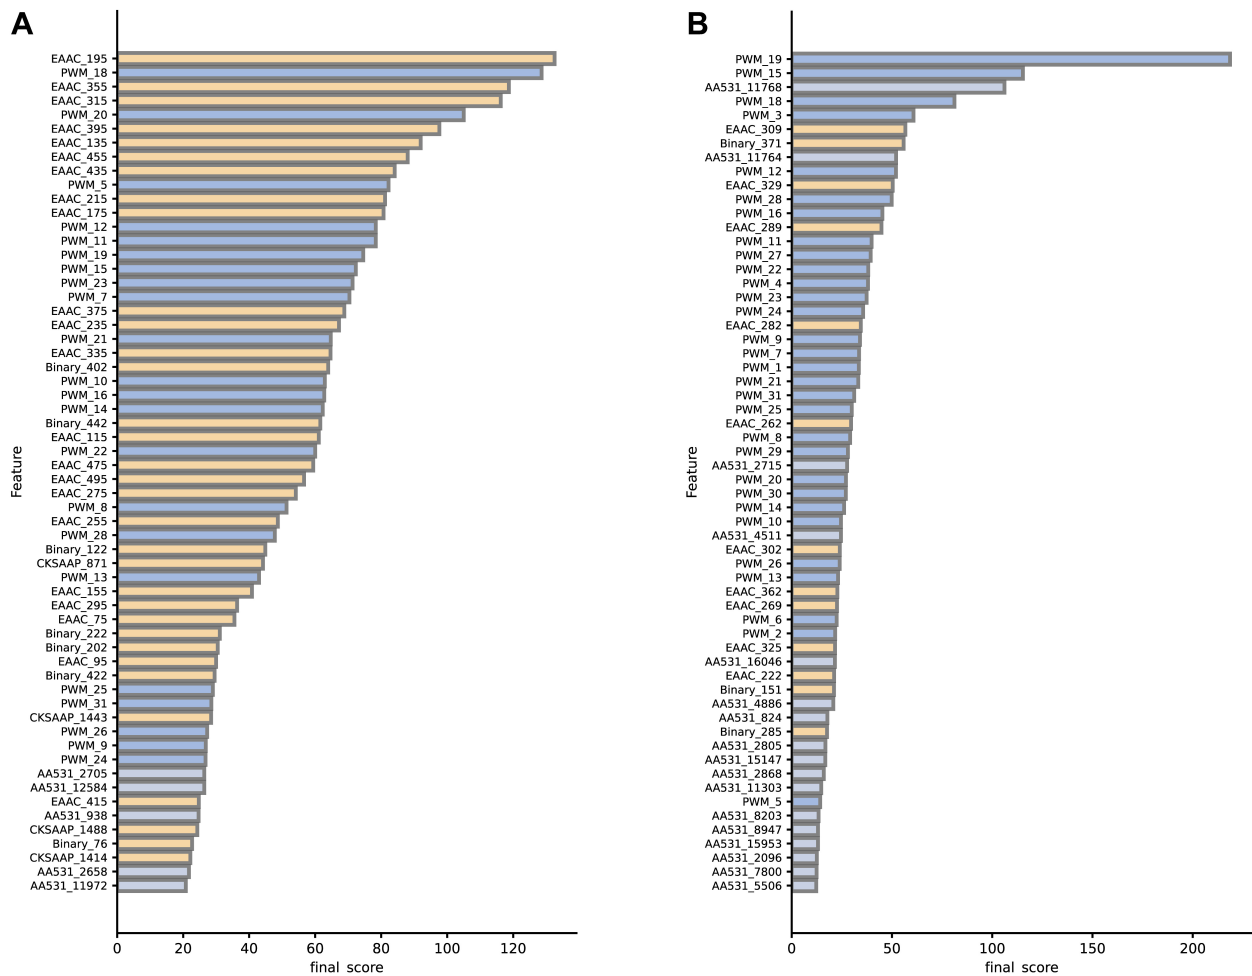 A
EAAC_195
PWM_18
EAAC_355
EAAC_315
PWM_20
EAAC_395
EAAC_135
EAAC_455
EAAC_435
PWM_5
EAAC_215
EAAC_175
PWM_12
PWM_11
PWM_19
PWM_15
PWM_23
PWM_7
EAAC_375
EAAC_235
PWM_21
EAAC_335
Binary_402
PWM_10
PWM_16
PWM_14
Binary_442
EAAC_115
PWM_22
EAAC_475
EAAC_495
EAAC_275
PWM_8
EAAC_255
PWM_28
Binary_122
CKSAAP_871
PWM_13
EAAC_155
EAAC_295
EAAC_75
Binary_222
Binary_202
EAAC_95
Binary_422
PWM_25
PWM_31
CKSAAP_1443
PWM_26
PWM_9
PWM_24
AA531_2705
AA531_12584
EAAC_415
AA531_938
CKSAAP_1488
Binary_76
CKSAAP_1414
AA531_2658
AA531_11972
Feature
0 20 40 60 80 100 120
final_score
B
PWM_19
PWM_15
AA531_11768
PWM_18
PWM_3
EAAC_309
Binary_371
AA531_11764
PWM_12
EAAC_329
PWM_28
PWM_16
EAAC_289
PWM_11
PWM_27
PWM_22
PWM_4
PWM_23
PWM_24
EAAC_282
PWM_9
PWM_7
PWM_1
PWM_21
PWM_31
PWM_25
EAAC_262
PWM_8
PWM_29
AA531_2715
PWM_20
PWM_30
PWM_14
PWM_10
AA531_4511
EAAC_302
PWM_26
PWM_13
EAAC_362
EAAC_269
PWM_6
PWM_2
EAAC_325
AA531_16046
EAAC_222
Binary_151
AA531_4886
AA531_824
Binary_285
AA531_2805
AA531_15147
AA531_2868
AA531_11303
PWM_5
AA531_8203
AA531_8947
AA531_15953
AA531_2096
AA531_7800
AA531_5506
Feature
0 50 100 150 200
final_score